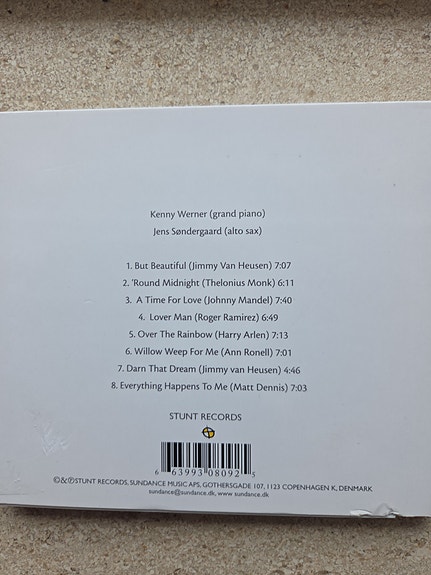 Kenny Werner (grand piano)
Jens Søndergaard (alto sax)
1. But Beautiful (Jimmy Van Heusen) 7:07
2. 'Round Midnight (Thelonius Monk) 6:11
3. A Time For Love (Johnny Mandel) 7:40
4. Lover Man (Roger Ramirez) 6:49
5. Over The Rainbow (Harry Arlen) 7:13
6. Willow Weep For Me (Ann Ronell) 7:01
7. Darn That Dream (Jimmy van Heusen) 4:46
8. Everything Happens To Me (Matt Dennis) 7:03
STUNT RECORDS
6 63993 08092 5
©&℗STUNT RECORDS, SUNDANCE MUSIC APS, GOTHERSGADE 107, 1123 COPENHAGEN K, DENMARK
sundance@sundance.dk, www.sundance.dk